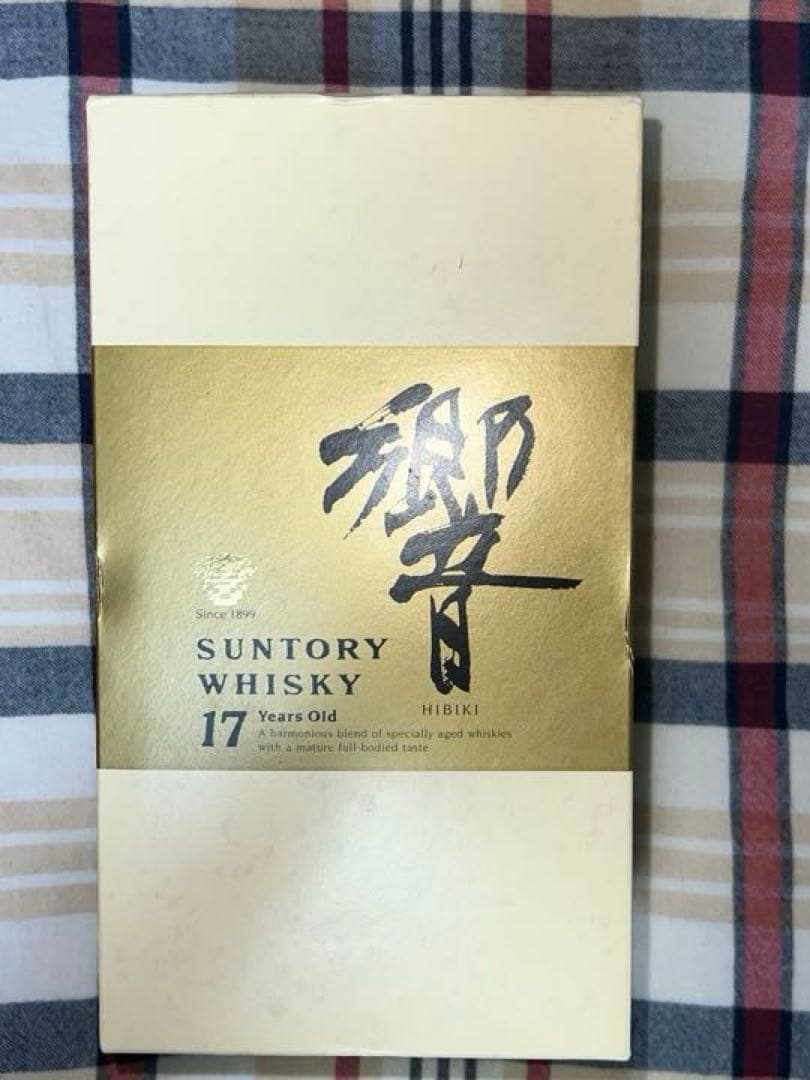 響
HIBIKI
Since 1899
SUNTORY
WHISKY
17 Years Old
A harmonious blend of specially aged whiskies
with a mature full-bodied taste